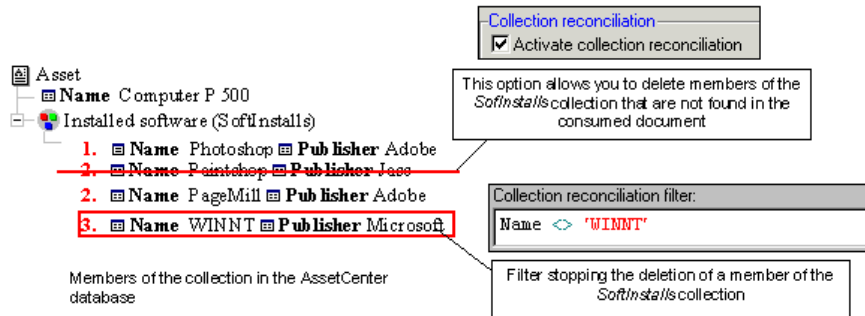 Collection reconciliation
Activate collection reconciliation
Asset
Name Computer P 500
This option allows you to delete members of the
SofInstalls collection that are not found in the
consumed document
Installed software (SoftInstalls)
1. Name Photoshop Publisher Adobe
2. Name Paintshop Publisher Jasc
2. Name PageMill Publisher Adobe
Collection reconciliation filter:
3. Name WINNT Publisher Microsoft
Name <> 'WINNT'
Members of the collection in the AssetCenter
database
Filter stopping the deletion of a member of the
SoftInstalls collection